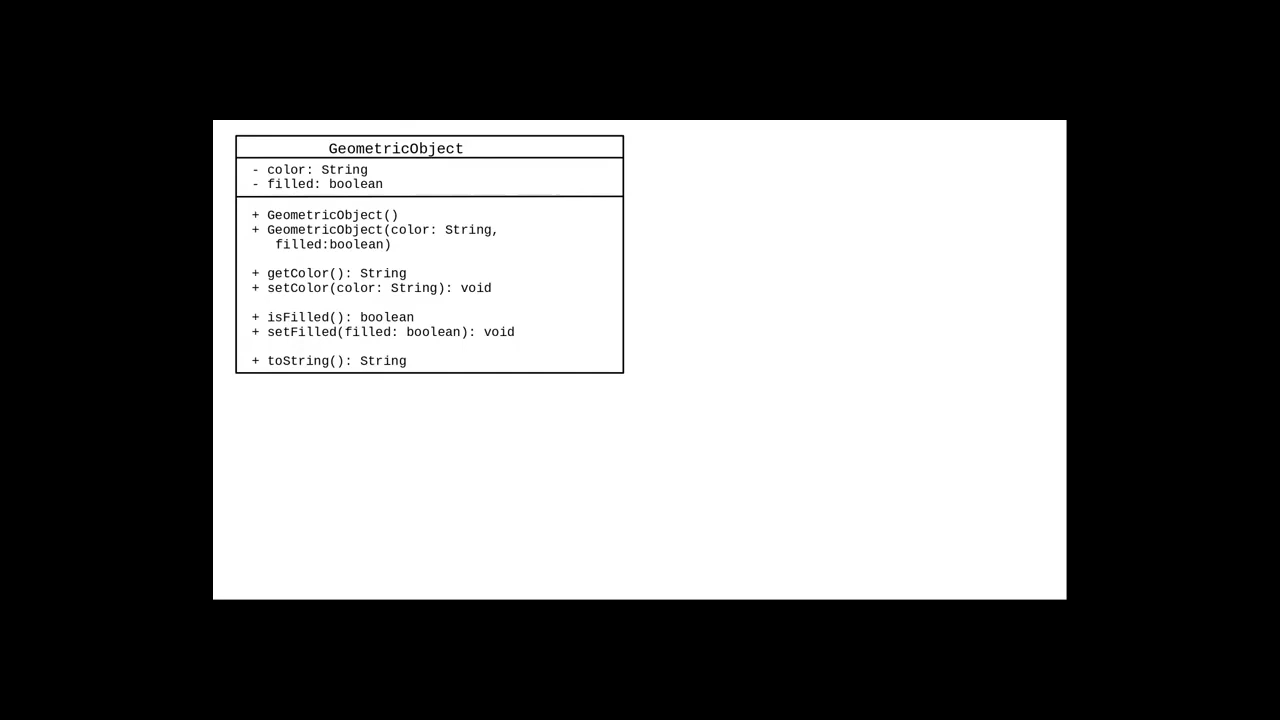 GeometricObject
- color: String
- filled: boolean
+ GeometricObject()
+ GeometricObject(color: String,
filled:boolean)
+ getColor(): String
+ setColor(color: String): void
+ isFilled(): boolean
+ setFilled(filled: boolean): void
+ toString(): String